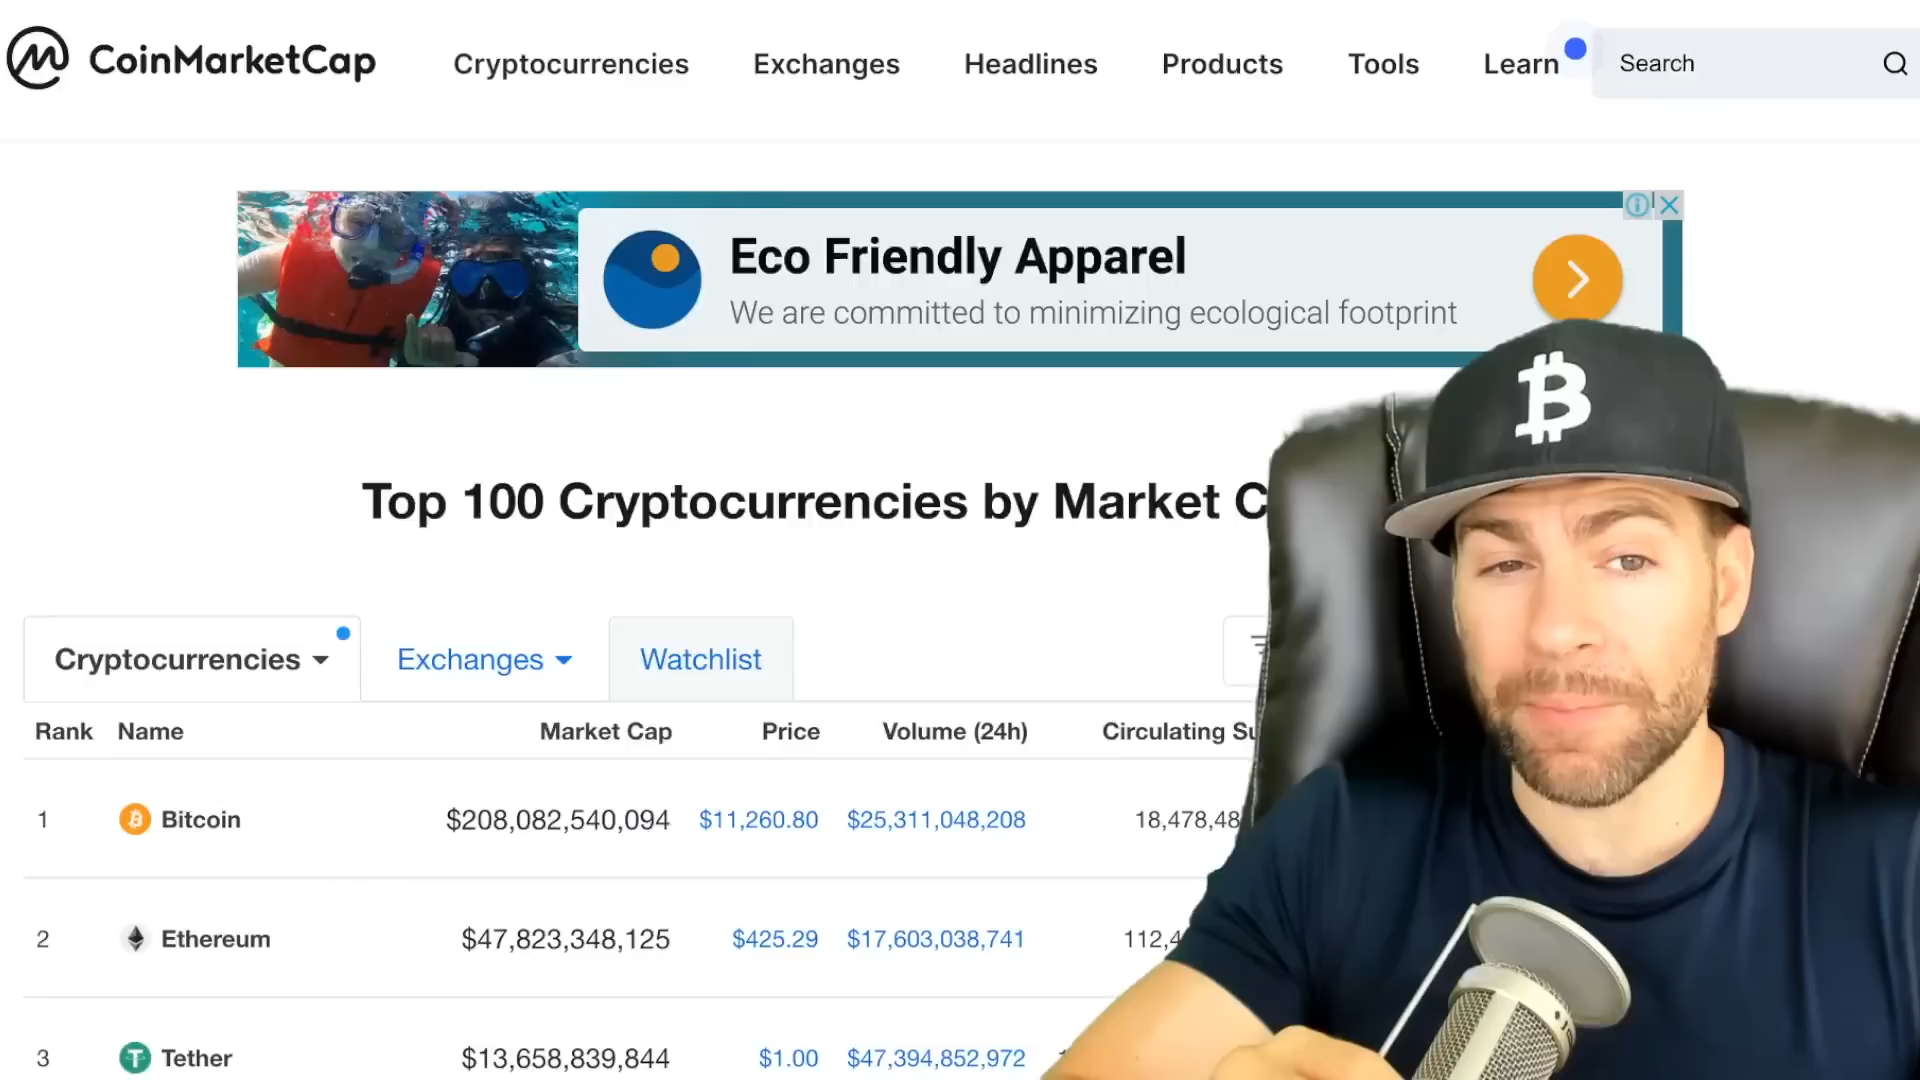 CoinMarketCap
Cryptocurrencies Exchanges Headlines Products Tools Learn Search
Eco Friendly Apparel
We are committed to minimizing ecological footprint
Top 100 Cryptocurrencies by Market C
Cryptocurrencies Exchanges Watchlist
Rank Name Market Cap Price Volume (24h) Circulating Su
1 Bitcoin $208,082,540,094 $11,260.80 $25,311,048,208 18,478,48
2 Ethereum $47,823,348,125 $425.29 $17,603,038,741 112,4
3 Tether $13,658,839,844 $1.00 $47,394,852,972